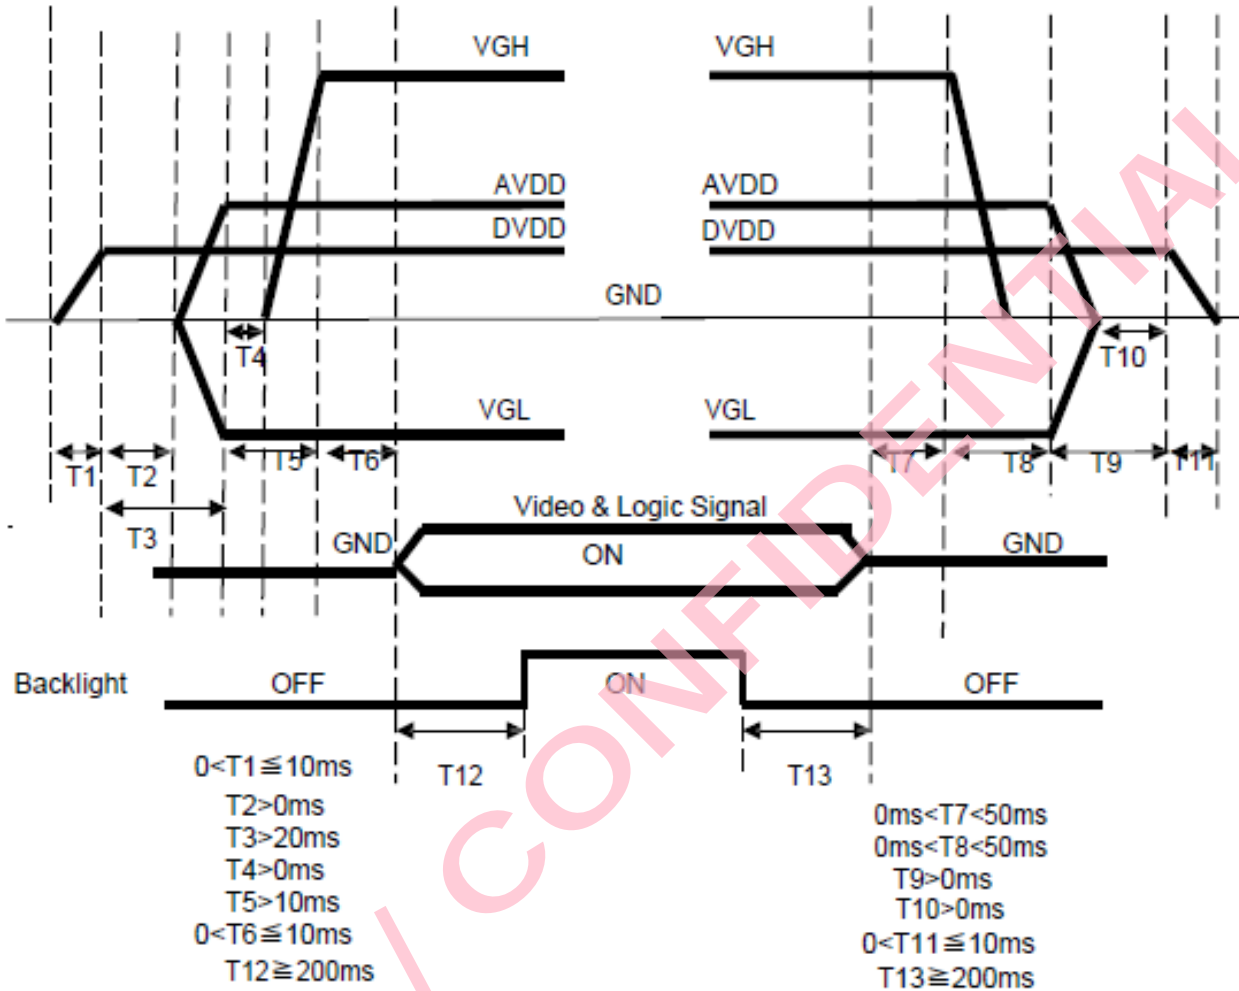 VGH VGH
AVDD AVDD
DVDD DVDD
GND
T4 T10
VGL VGL
T1 T2 T5 T6 T7 T8 T9 T11
T3
Video & Logic Signal
GND ON GND
Backlight OFF ON OFF
T12 T13
0<T1≦10ms
T2>0ms
T3>20ms
T4>0ms
T5>10ms
0<T6≦10ms
T12≧200ms
0ms<T7<50ms
0ms<T8<50ms
T9>0ms
T10>0ms
0<T11≦10ms
T13≧200ms
/ CONFIDENTIAL